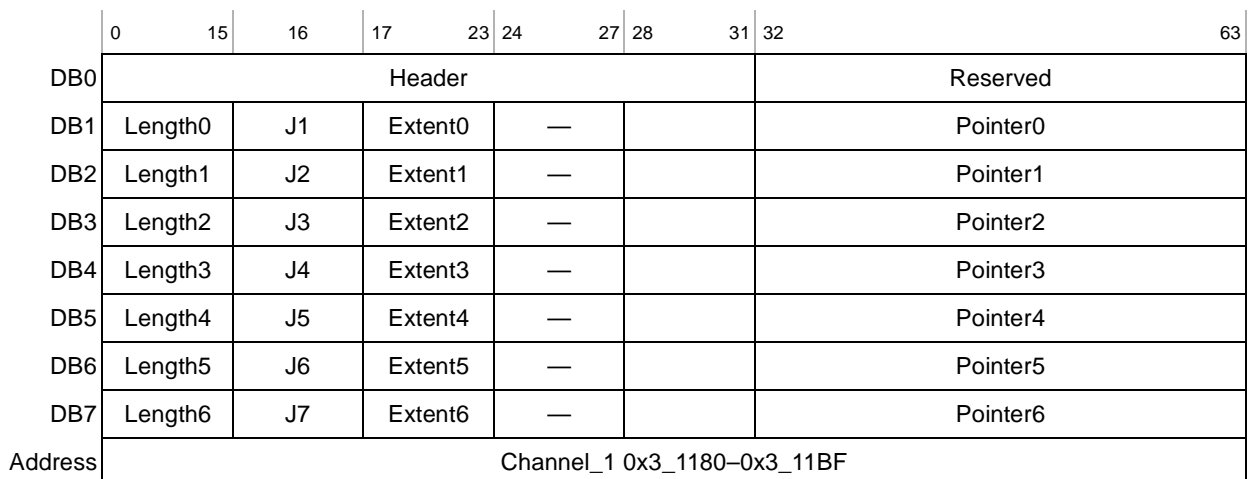 0 15 16 17 23 24 27 28 31 32 63
DB0 Header Reserved
DB1 Length0 J1 Extent0 — Pointer0
DB2 Length1 J2 Extent1 — Pointer1
DB3 Length2 J3 Extent2 — Pointer2
DB4 Length3 J4 Extent3 — Pointer3
DB5 Length4 J5 Extent4 — Pointer4
DB6 Length5 J6 Extent5 — Pointer5
DB7 Length6 J7 Extent6 — Pointer6
Address Channel_1 0x3_1180–0x3_11BF